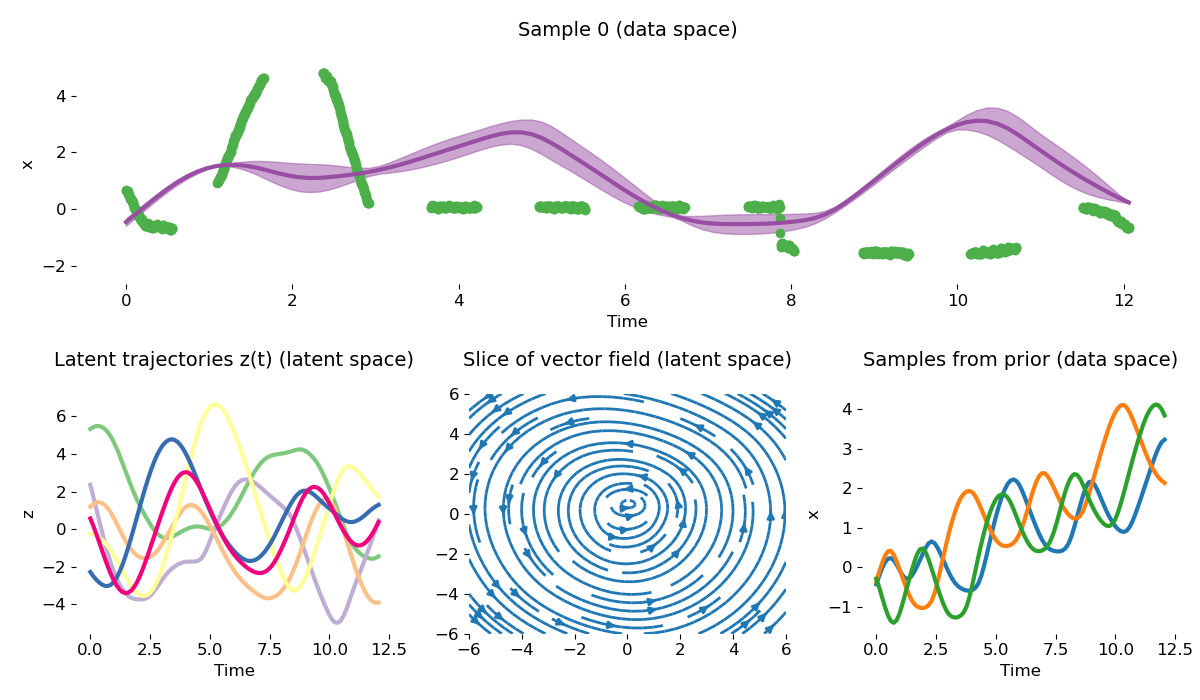 Sample 0 (data space)
x
4
2
0
−2
0 2 4 6 8 10 12
Time
Latent trajectories z(t) (latent space)
z
6
4
2
0
−2
−4
0.0 2.5 5.0 7.5 10.0 12.5
Time
Slice of vector field (latent space)
6
4
2
0
−2
−4
−6
−6 −4 −2 0 2 4 6
Samples from prior (data space)
x
4
3
2
1
0
−1
0.0 2.5 5.0 7.5 10.0 12.5
Time